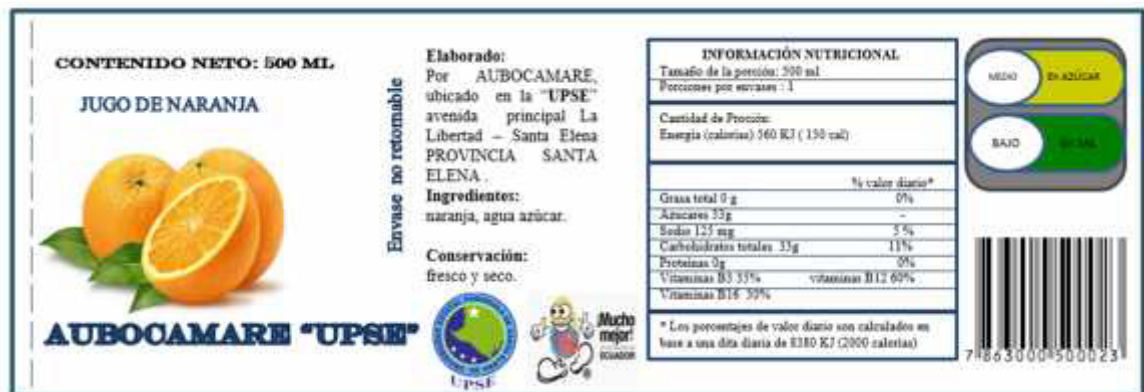 CONTENIDO NETO: 500 ML
JUGO DE NARANJA
AUBOCAMARE "UPSE"
Envase no retornable
Elaborado:
Por AUBOCAMARE,
ubicado en la "UPSE"
avenida principal La
Libertad – Santa Elena
PROVINCIA SANTA
ELENA .
Ingredientes:
naranja, agua azúcar.
Conservación:
fresco y seco.
UPSE
¡Mucho
mejor!
ECUADOR
INFORMACIÓN NUTRICIONAL
Tamaño de la porción: 500 ml
Porciones por envases : 1
Cantidad de Proción:
Energía (calorías) 560 KJ ( 130 cal)
% valor diario*
Grasa total 0 g 0%
Azucares 33g -
Sodio 125 mg 5 %
Carbohidratos totales 33g 11%
Proteínas 0g 0%
Vitaminas B3 35% vitaminas B12 60%
Vitaminas B16 30%
* Los porcentajes de valor diario son calculados en
base a una dita diaria de 8380 KJ (2000 calorías)
MEDIO En AZÚCAR
BAJO EN SAL
7 863000 500023